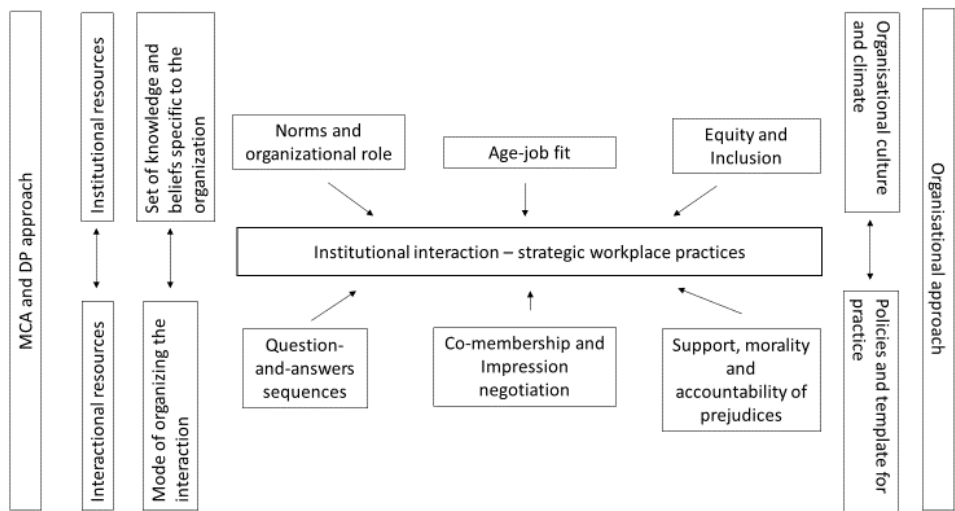 MCA and DP approach
Institutional resources
Interactional resources
Set of knowledge and
beliefs specific to the
organization
Mode of organizing the
interaction
Norms and
organizational role
Age-job fit
Equity and
Inclusion
Institutional interaction – strategic workplace practices
Question-
and-answers
sequences
Co-membership and
Impression
negotiation
Support, morality
and
accountability of
prejudices
Organisational culture
and climate
Policies and template for
practice
Organisational approach